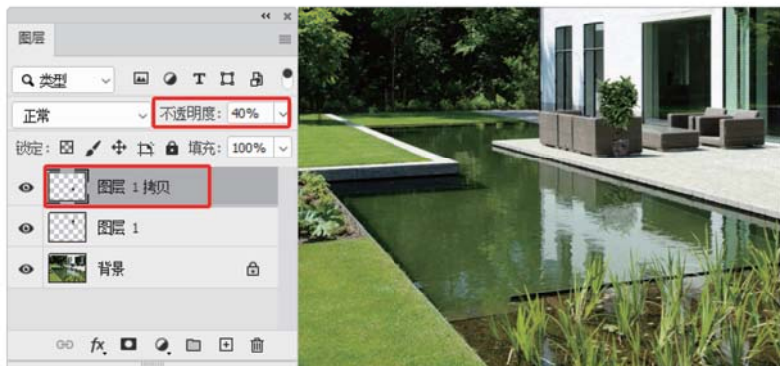 图层
类型
正常 不透明度: 40%
锁定: 填充: 100%
图层 1 拷贝
图层 1
背景
fx